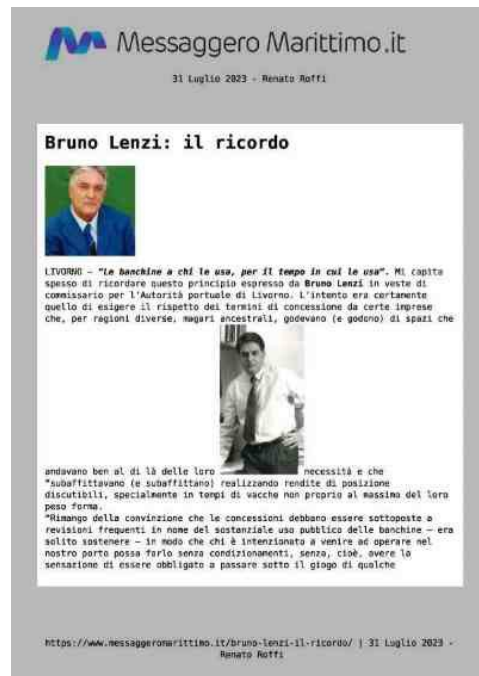 Messaggero Marittimo.it
31 Luglio 2023 - Renato Roffi
Bruno Lenzi: il ricordo
LIVORNO – "Le banchine a chi le usa, per il tempo in cui le usa". Mi capita
spesso di ricordare questo principio espresso da Bruno Lenzi in veste di
commissario per l'Autorità portuale di Livorno. L'intento era certamente
quello di esigere il rispetto dei termini di concessione da certe imprese
che, per ragioni diverse, magari ancestrali, godevano (e godono) di spazi che
andavano ben al di là delle loro necessità e che
"subaffittavano (e subaffittano) realizzando rendite di posizione
discutibili, specialmente in tempi di vacche non proprio al massimo del loro
peso forma.
"Rimango della convinzione che le concessioni debbano essere sottoposte a
revisioni frequenti in nome del sostanziale uso pubblico delle banchine – era
solito sostenere – in modo che chi è intenzionato a venire ad operare nel
nostro porto possa farlo senza condizionamenti, senza, cioè, avere la
sensazione di essere obbligato a passare sotto il giogo di qualche
https://www.messaggeromarittimo.it/bruno-lenzi-il-ricordo/ | 31 Luglio 2023 -
Renato Roffi